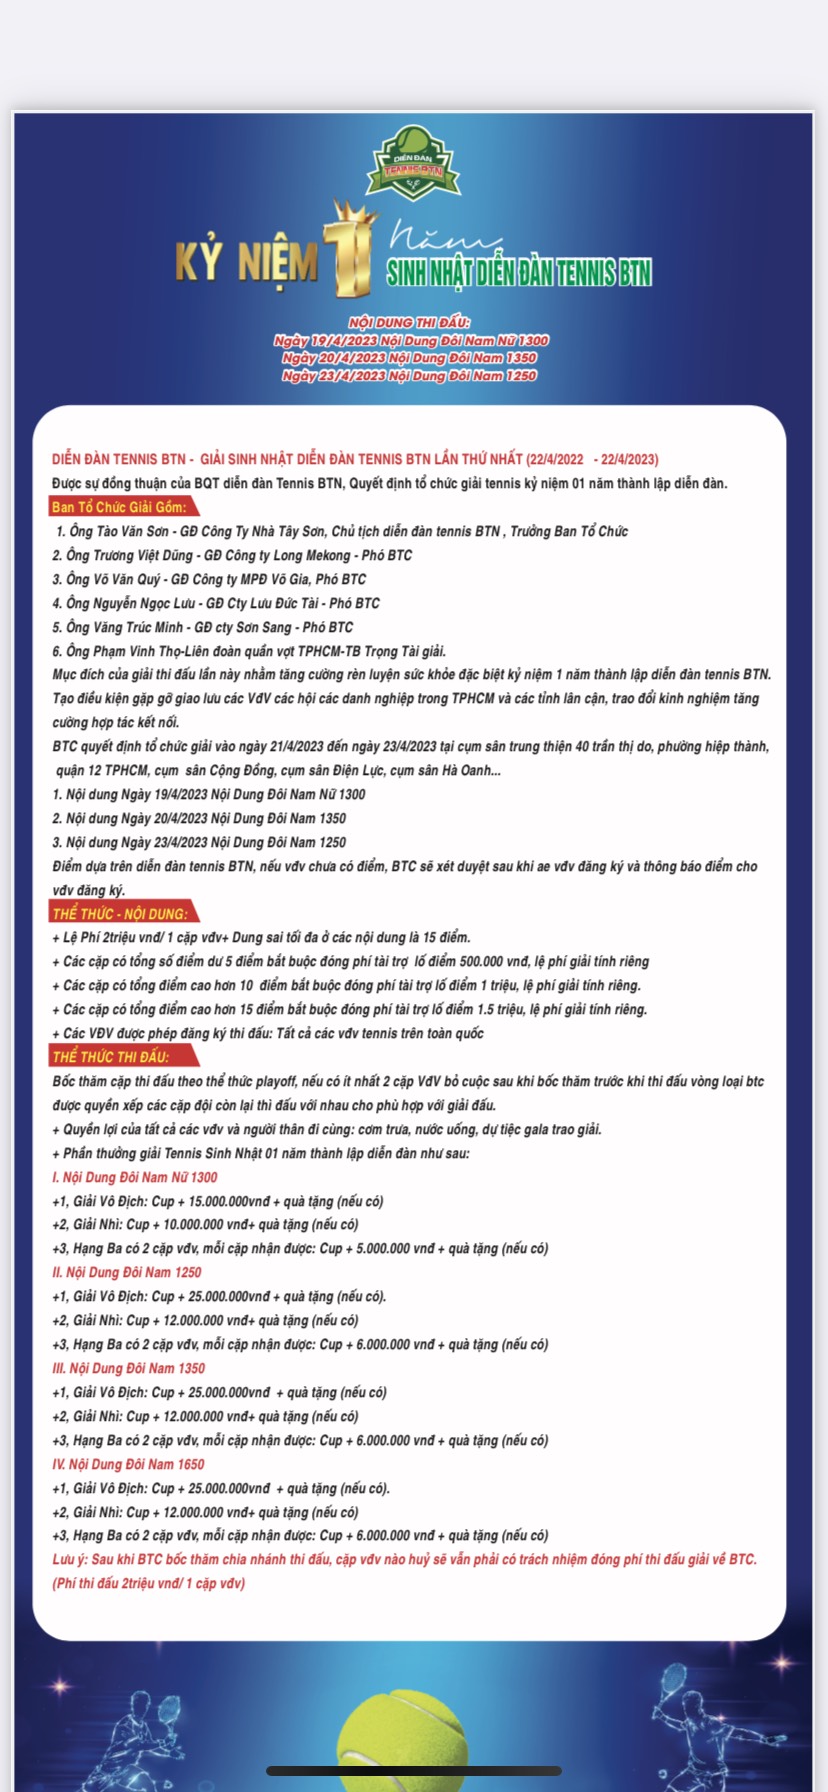 DIỄN ĐÀN
TENNIS BTN
KỶ NIỆM 1 Năm
SINH NHẬT DIỄN ĐÀN TENNIS BTN
NỘI DUNG THI ĐẤU:
Ngày 19/4/2023 Nội Dung Đôi Nam Nữ 1300
Ngày 20/4/2023 Nội Dung Đôi Nam 1350
Ngày 23/4/2023 Nội Dung Đôi Nam 1250
DIỄN ĐÀN TENNIS BTN - GIẢI SINH NHẬT DIỄN ĐÀN TENNIS BTN LẦN THỨ NHẤT (22/4/2022 - 22/4/2023)
Được sự đồng thuận của BQT diễn đàn Tennis BTN, Quyết định tổ chức giải tennis kỷ niệm 01 năm thành lập diễn đàn.
Ban Tổ Chức Giải Gồm:
1. Ông Tào Văn Sơn - GĐ Công Ty Nhà Tây Sơn, Chủ tịch diễn đàn tennis BTN , Trưởng Ban Tổ Chức
2. Ông Trương Việt Dũng - GĐ Công ty Long Mekong - Phó BTC
3. Ông Võ Văn Quý - GĐ Công ty MPĐ Võ Gia, Phó BTC
4. Ông Nguyễn Ngọc Lưu - GĐ Cty Lưu Đức Tài - Phó BTC
5. Ông Văng Trúc Minh - GĐ cty Sơn Sang - Phó BTC
6. Ông Phạm Vinh Thọ-Liên đoàn quần vợt TPHCM-TB Trọng Tài giải.
Mục đích của giải thi đấu lần này nhằm tăng cường rèn luyện sức khỏe đặc biệt kỷ niệm 1 năm thành lập diễn đàn tennis BTN.
Tạo điều kiện gặp gỡ giao lưu các VđV các hội các danh nghiệp trong TPHCM và các tỉnh lân cận, trao đổi kinh nghiệm tăng
cường hợp tác kết nối.
BTC quyết định tổ chức giải vào ngày 21/4/2023 đến ngày 23/4/2023 tại cụm sân trung thiện 40 trần thị do, phường hiệp thành,
quận 12 TPHCM, cụm sân Cộng Đồng, cụm sân Điện Lực, cụm sân Hà Oanh...
1. Nội dung Ngày 19/4/2023 Nội Dung Đôi Nam Nữ 1300
2. Nội dung Ngày 20/4/2023 Nội Dung Đôi Nam 1350
3. Nội dung Ngày 23/4/2023 Nội Dung Đôi Nam 1250
Điểm dựa trên diễn đàn tennis BTN, nếu vđv chưa có điểm, BTC sẽ xét duyệt sau khi ae vđv đăng ký và thông báo điểm cho
vđv đăng ký.
THỂ THỨC - NỘI DUNG:
+ Lệ Phí 2triệu vnđ/ 1 cặp vđv+ Dung sai tối đa ở các nội dung là 15 điểm.
+ Các cặp có tổng số điểm dư 5 điểm bắt buộc đóng phí tài trợ lố điểm 500.000 vnđ, lệ phí giải tính riêng
+ Các cặp có tổng điểm cao hơn 10 điểm bắt buộc đóng phí tài trợ lố điểm 1 triệu, lệ phí giải tính riêng.
+ Các cặp có tổng điểm cao hơn 15 điểm bắt buộc đóng phí tài trợ lố điểm 1.5 triệu, lệ phí giải tính riêng.
+ Các VĐV được phép đăng ký thi đấu: Tất cả các vđv tennis trên toàn quốc
THỂ THỨC THI ĐẤU:
Bốc thăm cặp thi đấu theo thể thức playoff, nếu có ít nhất 2 cặp VđV bỏ cuộc sau khi bốc thăm trước khi thi đấu vòng loại btc
được quyền xếp các cặp đội còn lại thì đấu với nhau cho phù hợp với giải đấu.
+ Quyền lợi của tất cả các vđv và người thân đi cùng: cơm trưa, nước uống, dự tiệc gala trao giải.
+ Phần thưởng giải Tennis Sinh Nhật 01 năm thành lập diễn đàn như sau:
I. Nội Dung Đôi Nam Nữ 1300
+1, Giải Vô Địch: Cup + 15.000.000vnđ + quà tặng (nếu có)
+2, Giải Nhì: Cup + 10.000.000 vnđ+ quà tặng (nếu có)
+3, Hạng Ba có 2 cặp vđv, mỗi cặp nhận được: Cup + 5.000.000 vnđ + quà tặng (nếu có)
II. Nội Dung Đôi Nam 1250
+1, Giải Vô Địch: Cup + 25.000.000vnđ + quà tặng (nếu có).
+2, Giải Nhì: Cup + 12.000.000 vnđ+ quà tặng (nếu có)
+3, Hạng Ba có 2 cặp vđv, mỗi cặp nhận được: Cup + 6.000.000 vnđ + quà tặng (nếu có)
III. Nội Dung Đôi Nam 1350
+1, Giải Vô Địch: Cup + 25.000.000vnđ + quà tặng (nếu có)
+2, Giải Nhì: Cup + 12.000.000 vnđ+ quà tặng (nếu có)
+3, Hạng Ba có 2 cặp vđv, mỗi cặp nhận được: Cup + 6.000.000 vnđ + quà tặng (nếu có)
IV. Nội Dung Đôi Nam 1650
+1, Giải Vô Địch: Cup + 25.000.000vnđ + quà tặng (nếu có).
+2, Giải Nhì: Cup + 12.000.000 vnđ+ quà tặng (nếu có)
+3, Hạng Ba có 2 cặp vđv, mỗi cặp nhận được: Cup + 6.000.000 vnđ + quà tặng (nếu có)
Lưu ý: Sau khi BTC bốc thăm chia nhánh thi đấu, cặp vđv nào huỷ sẽ vẫn phải có trách nhiệm đóng phí thi đấu giải về BTC.
(Phí thi đấu 2triệu vnđ/ 1 cặp vđv)